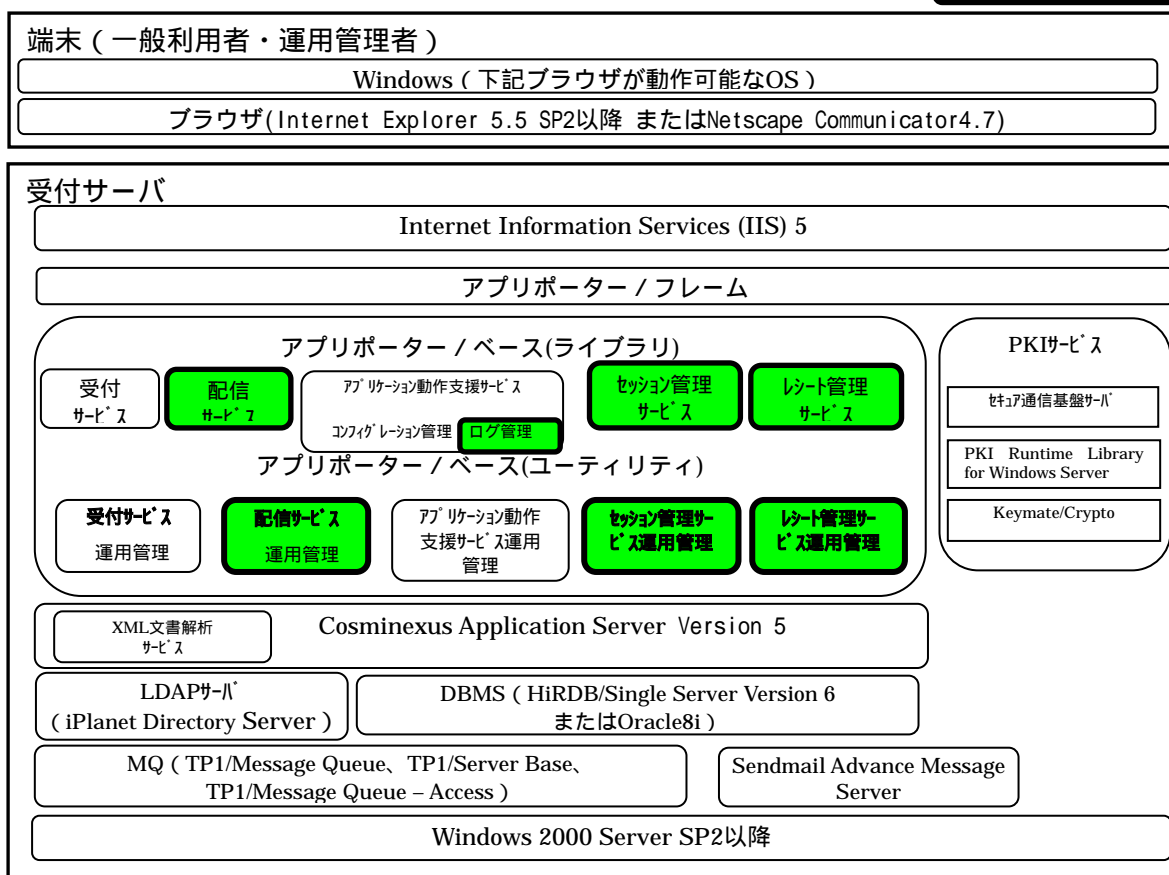 端末（一般利用者・運用管理者）
Windows（下記ブラウザが動作可能なOS）
ブラウザ(Internet Explorer 5.5 SP2以降 またはNetscape Communicator4.7)
受付サーバ
Internet Information Services (IIS) 5
アプリポーター / フレーム
アプリポーター / ベース(ライブラリ)
受付
ｻｰﾋﾞｽ
配信
ｻｰﾋﾞｽ
ｱﾌﾟﾘｹｰｼｮﾝ動作支援ｻｰﾋﾞｽ
ｺﾝﾌｨｸﾞﾚｰｼｮﾝ管理
ログ管理
ｾｯｼｮﾝ管理
ｻｰﾋﾞｽ
ﾚｼｰﾄ管理
ｻｰﾋﾞｽ
アプリポーター / ベース(ユーティリティ)
受付ｻｰﾋﾞｽ
運用管理
配信ｻｰﾋﾞｽ
運用管理
ｱﾌﾟﾘｹｰｼｮﾝ動作
支援ｻｰﾋﾞｽ運用
管理
ｾｯｼｮﾝ管理ｻｰ
ﾋﾞｽ運用管理
ﾚｼｰﾄ管理ｻｰ
ﾋﾞｽ運用管理
PKIｻｰﾋﾞｽ
ｾｷｭｱ通信基盤ｻｰﾊﾞ
PKI Runtime Library
for Windows Server
Keymate/Crypto
XML文書解析
ｻｰﾋﾞｽ
Cosminexus Application Server Version 5
LDAPｻｰﾊﾞ
（iPlanet Directory Server）
DBMS（HiRDB/Single Server Version 6
またはOracle8i）
MQ（TP1/Message Queue、TP1/Server Base、
TP1/Message Queue – Access）
Sendmail Advance Message
Server
Windows 2000 Server SP2以降